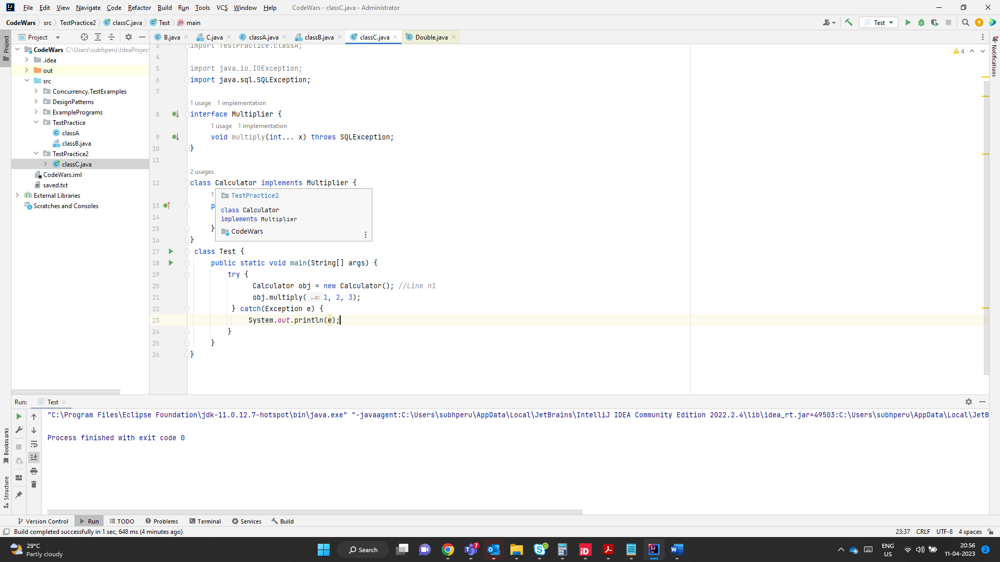 File Edit View Navigate Code Refactor Build Run Tools VCS Window Help CodeWars - classC.java - Administrator
CodeWars src TestPractice2 classC.java Test main Test
Project
Project
B.java C.java classA.java classB.java classC.java Double.java
CodeWars C:\Users\subhperu\IdeaProjec
.idea
out
src
Concurrency.TestExamples
DesignPatterns
ExamplePrograms
TestPractice
classA
classB.java
TestPractice2
classC.java
CodeWars.iml
saved.txt
External Libraries
Scratches and Consoles
4
Notifications
3 import TestPractice.classA;
4
5 import java.io.IOException;
6 import java.sql.SQLException;
7
1 usage 1 implementation
8 interface Multiplier {
1 usage 1 implementation
9 void multiply(int... x) throws SQLException;
10 }
11
2 usages
12 class Calculator implements Multiplier {
1
13 p
14
15 }
16 }
TestPractice2
class Calculator
implements Multiplier
CodeWars
17 class Test {
18 public static void main(String[] args) {
19 try {
20 Calculator obj = new Calculator(); //Line n1
21 obj.multiply( ...x: 1, 2, 3);
22 } catch(Exception e) {
23 System.out.println(e);
24 }
25 }
26 }
Run: Test
"C:\Program Files\Eclipse Foundation\jdk-11.0.12.7-hotspot\bin\java.exe" "-javaagent:C:\Users\subhperu\AppData\Local\JetBrains\IntelliJ IDEA Community Edition 2022.2.4\lib\idea_rt.jar=49503:C:\Users\subhperu\AppData\Local\JetB
Process finished with exit code 0
Bookmarks
Structure
Version Control Run TODO Problems Terminal Services Build
Build completed successfully in 1 sec, 648 ms (4 minutes ago) 23:37 CRLF UTF-8 4 spaces
29°C
Partly cloudy
Search
7
iD
ENG
US
20:56
11-04-2023
2